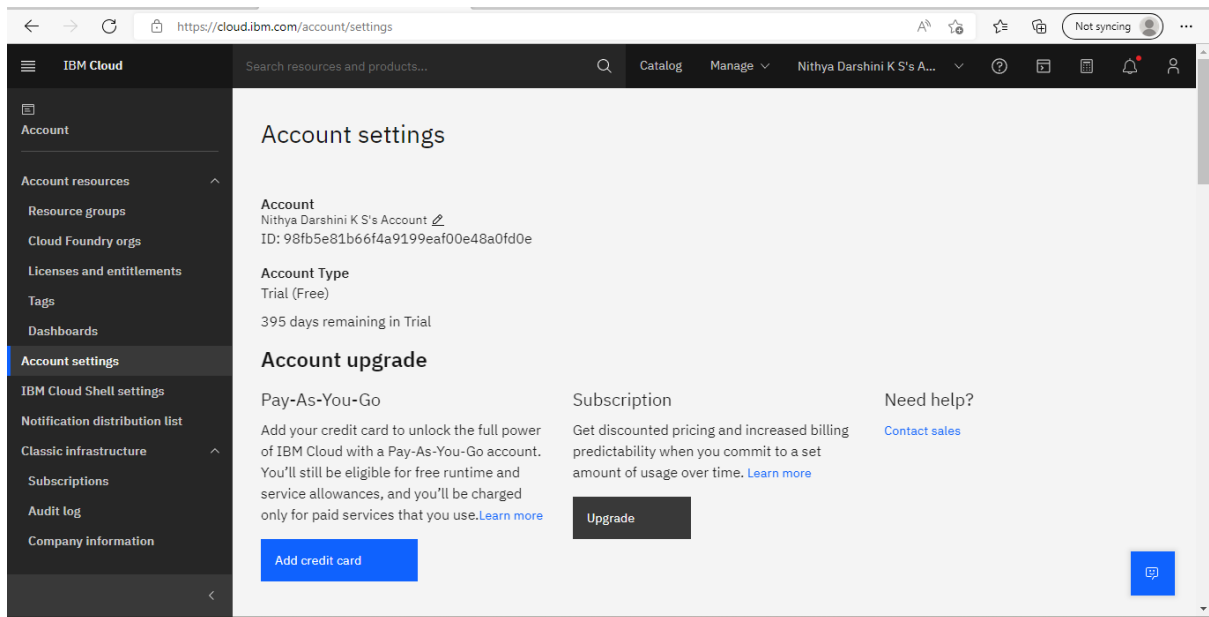 https://cloud.ibm.com/account/settings
Not syncing
IBM Cloud
Search resources and products...
Catalog
Manage
Nithya Darshini K S's A...
Account
Account resources
Resource groups
Cloud Foundry orgs
Licenses and entitlements
Tags
Dashboards
Account settings
IBM Cloud Shell settings
Notification distribution list
Classic infrastructure
Subscriptions
Audit log
Company information
Account settings
Account
Nithya Darshini K S's Account
ID: 98fb5e81b66f4a9199eaf00e48a0fd0e
Account Type
Trial (Free)
395 days remaining in Trial
Account upgrade
Pay-As-You-Go
Add your credit card to unlock the full power
of IBM Cloud with a Pay-As-You-Go account.
You'll still be eligible for free runtime and
service allowances, and you'll be charged
only for paid services that you use.Learn more
Add credit card
Subscription
Get discounted pricing and increased billing
predictability when you commit to a set
amount of usage over time. Learn more
Upgrade
Need help?
Contact sales